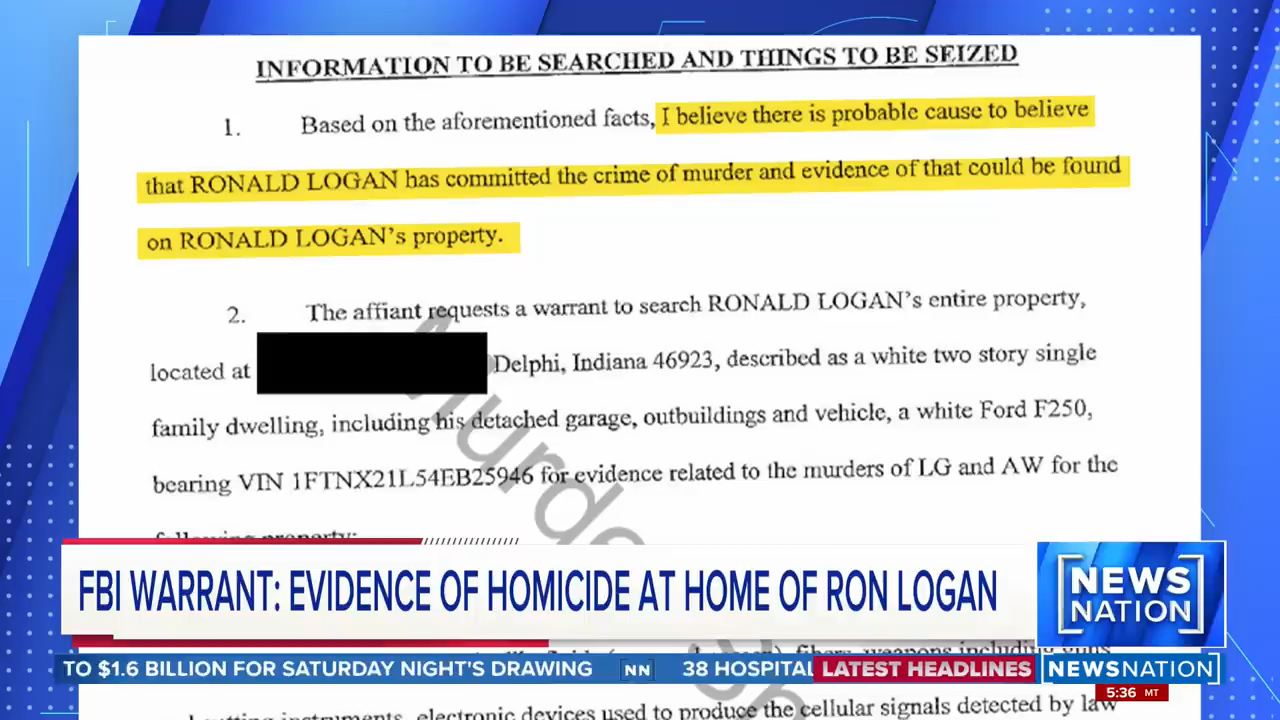 INFORMATION TO BE SEARCHED AND THINGS TO BE SEIZED
1. Based on the aforementioned facts, I believe there is probable cause to believe
that RONALD LOGAN has committed the crime of murder and evidence of that could be found
on RONALD LOGAN's property.
2. The affiant requests a warrant to search RONALD LOGAN's entire property,
located at Delphi, Indiana 46923, described as a white two story single
family dwelling, including his detached garage, outbuildings and vehicle, a white Ford F250,
bearing VIN 1FTNX21L54EB25946 for evidence related to the murders of LG and AW for the
following property:
FBI WARRANT: EVIDENCE OF HOMICIDE AT HOME OF RON LOGAN
NEWS
NATION
fibers, weapons including guns
TO $1.6 BILLION FOR SATURDAY NIGHT'S DRAWING NN 38 HOSPITAL LATEST HEADLINES NEWSNATION
5:36 MT
instruments, electronic devices used to produce the cellular signals detected by law